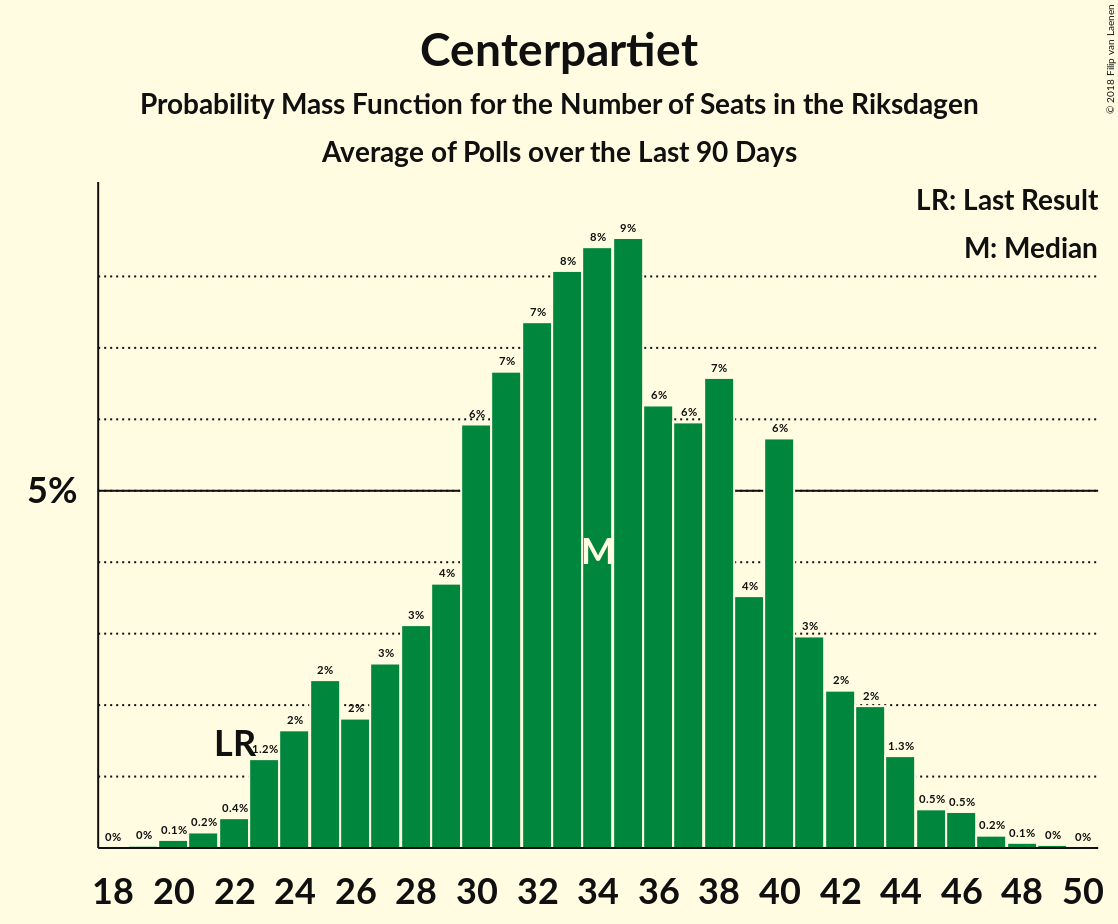 Centerpartiet
Probability Mass Function for the Number of Seats in the Riksdagen
Average of Polls over the Last 90 Days
© 2018 Filip van Laenen
LR: Last Result
M: Median
5%
0% 0% 0.1% 0.2% 0.4% 1.2% 2% 2% 2% 3% 3% 4% 6% 7% 7% 8% 8% 9% 6% 6% 7% 4% 6% 3% 2% 2% 1.3% 0.5% 0.5% 0.2% 0.1% 0% 0%
LR
M
18 20 22 24 26 28 30 32 34 36 38 40 42 44 46 48 50